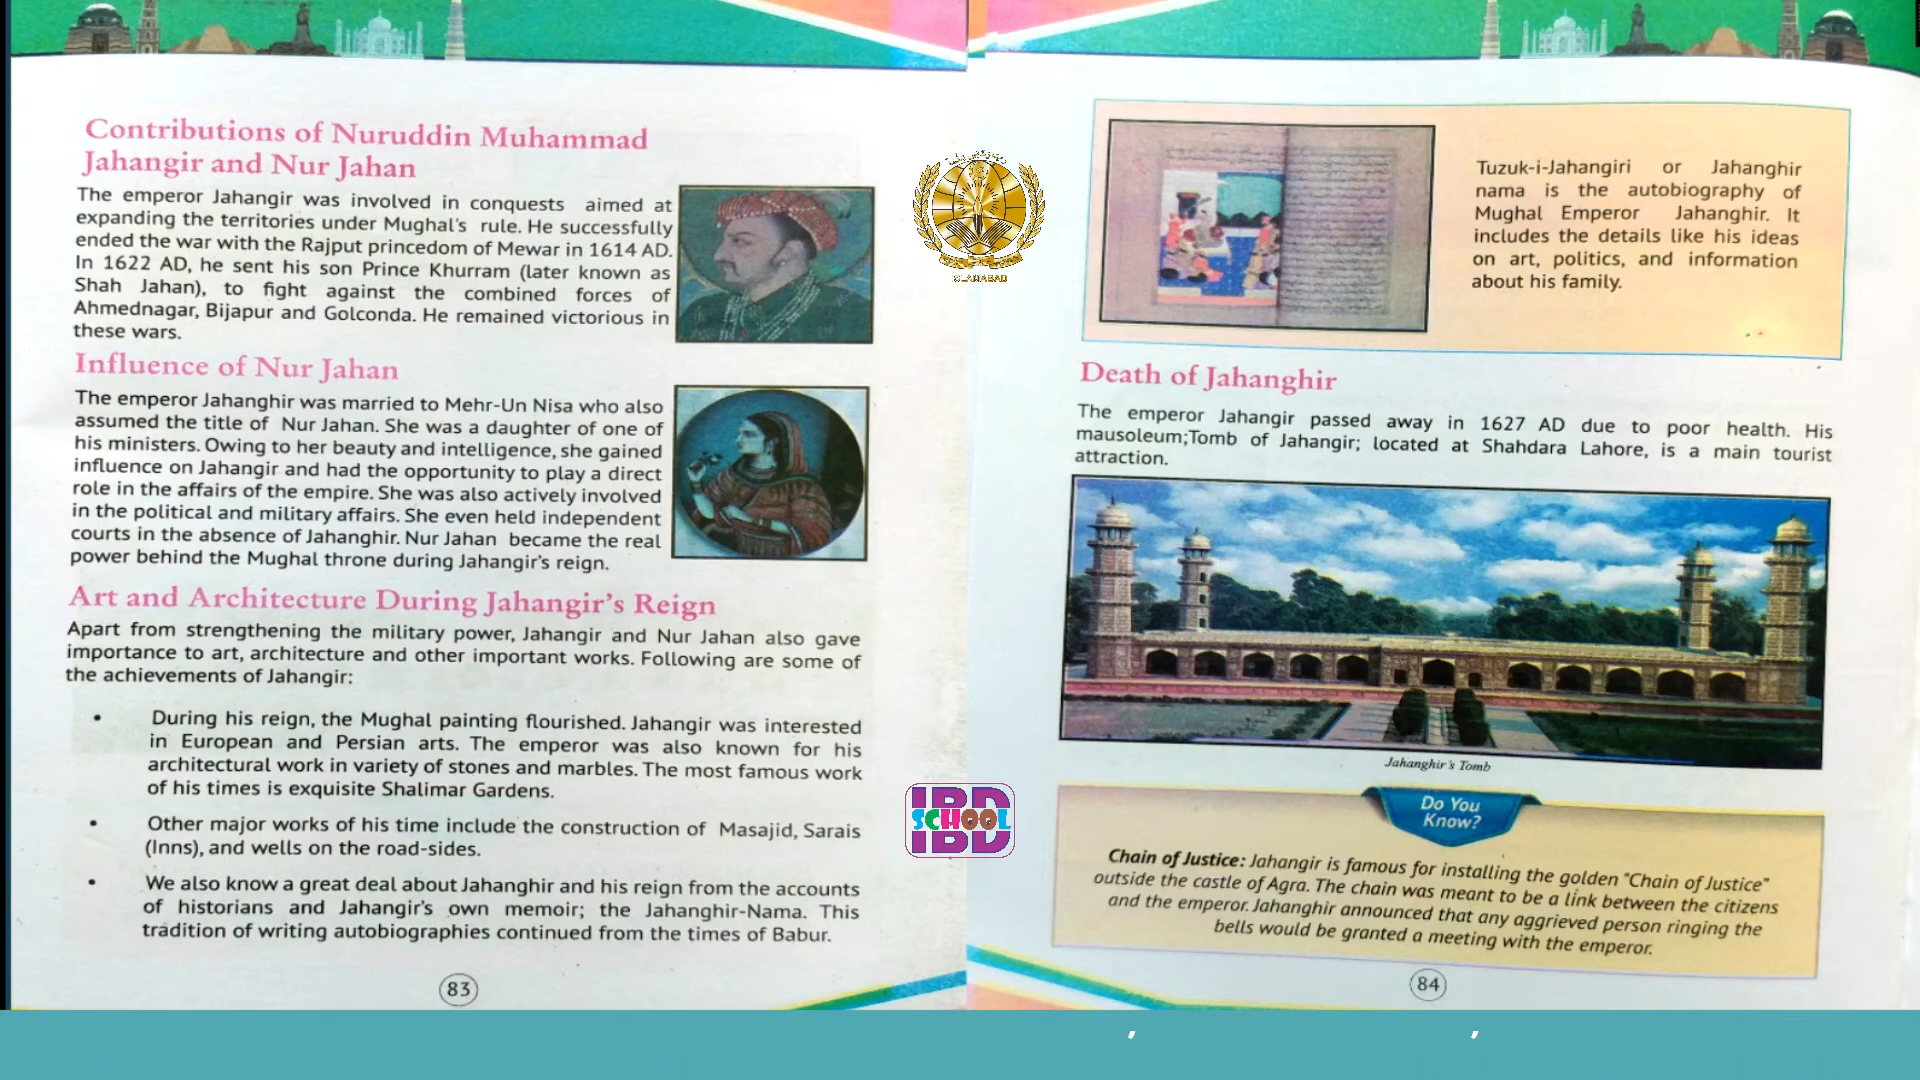 Contributions of Nuruddin Muhammad
Jahangir and Nur Jahan
The emperor Jahangir was involved in conquests aimed at
expanding the territories under Mughal's rule. He successfully
ended the war with the Rajput princedom of Mewar in 1614 AD.
In 1622 AD, he sent his son Prince Khurram (later known as
Shah Jahan), to fight against the combined forces of
Ahmednagar, Bijapur and Golconda. He remained victorious in
these wars.
Influence of Nur Jahan
The emperor Jahanghir was married to Mehr-Un Nisa who also
assumed the title of Nur Jahan. She was a daughter of one of
his ministers. Owing to her beauty and intelligence, she gained
influence on Jahangir and had the opportunity to play a direct
role in the affairs of the empire. She was also actively involved
in the political and military affairs. She even held independent
courts in the absence of Jahanghir. Nur Jahan became the real
power behind the Mughal throne during Jahangir's reign.
Art and Architecture During Jahangir's Reign
Apart from strengthening the military power, Jahangir and Nur Jahan also gave
importance to art, architecture and other important works. Following are some of
the achievements of Jahangir:
• During his reign, the Mughal painting flourished. Jahangir was interested
in European and Persian arts. The emperor was also known for his
architectural work in variety of stones and marbles. The most famous work
of his times is exquisite Shalimar Gardens.
• Other major works of his time include the construction of Masajid, Sarais
(Inns), and wells on the road-sides.
• We also know a great deal about Jahanghir and his reign from the accounts
of historians and Jahangir's own memoir; the Jahanghir-Nama. This
tradition of writing autobiographies continued from the times of Babur.
83
ISLAMABAD
IBD
SCHOOL
IBD
Tuzuk-i-Jahangiri or Jahanghir
nama is the autobiography of
Mughal Emperor Jahanghir. It
includes the details like his ideas
on art, politics, and information
about his family.
Death of Jahanghir
The emperor Jahangir passed away in 1627 AD due to poor health. His
mausoleum;Tomb of Jahangir; located at Shahdara Lahore, is a main tourist
attraction.
Jahanghir's Tomb
Do You
Know?
Chain of Justice: Jahangir is famous for installing the golden "Chain of Justice"
outside the castle of Agra. The chain was meant to be a link between the citizens
and the emperor. Jahanghir announced that any aggrieved person ringing the
bells would be granted a meeting with the emperor.
84